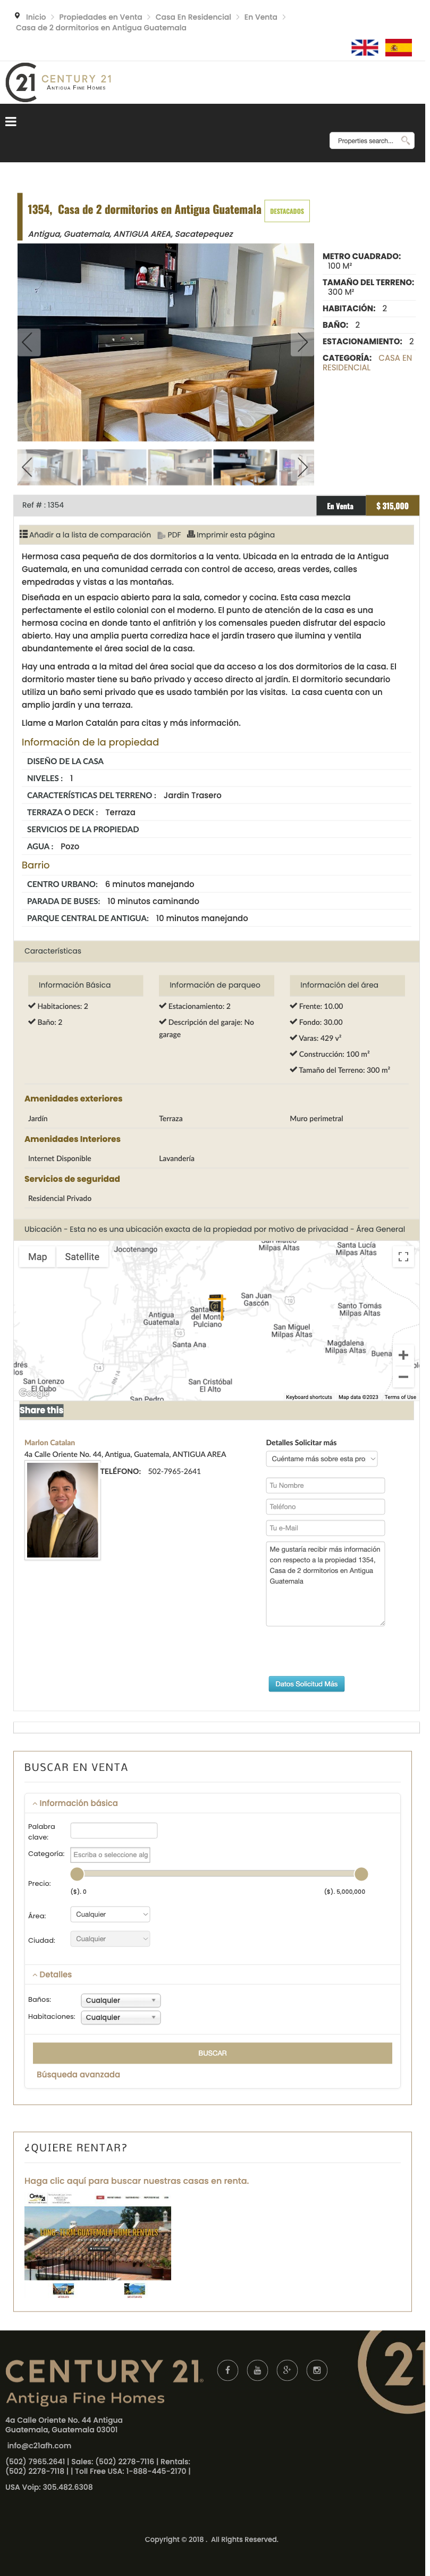 Inico > Propiedades en Venta > Casa En Residencial > En Venta >
Casa de 2 dormitorios en Antigua Guatemala
21 CENTURY 21
Antigua Fine Homes
Properties search...
1354, Casa de 2 dormitorios en Antigua Guatemala DESTACADOS
Antigua, Guatemala, ANTIGUA AREA, Sacatepequez
METRO CUADRADO:
100 M²
TAMAÑO DEL TERRENO:
300 M²
HABITACIÓN: 2
BAÑO: 2
ESTACIONAMIENTO: 2
CATEGORÍA: CASA EN
RESIDENCIAL
Ref # : 1354
En Venta
$ 315,000
Añadir a la lista de comparación PDF Imprimir esta página
Hermosa casa pequeña de dos dormitorios a la venta. Ubicada en la entrada de la Antigua
Guatemala, en una comunidad cerrada con control de acceso, areas verdes, calles
empedradas y vistas a las montañas.
Diseñada en un espacio abierto para la sala, comedor y cocina. Esta casa mezcla
perfectamente el estilo colonial con el moderno. El punto de atención de la casa es una
hermosa cocina en donde tanto el anfitrión y los comensales pueden disfrutar del espacio
abierto. Hay una amplia puerta corrediza hace el jardín trasero que ilumina y ventila
abundantemente el área social de la casa.
Hay una entrada a la mitad del área social que da acceso a los dos dormitorios de la casa. El
dormitorio master tiene su baño privado y acceso directo al jardín. El dormitorio secundario
utiliza un baño semi privado que es usado también por las visitas. La casa cuenta con un
amplio jardín y una terraza.
Llame a Marlon Catalán para citas y más información.
Información de la propiedad
DISEÑO DE LA CASA
NIVELES : 1
CARACTERÍSTICAS DEL TERRENO : Jardin Trasero
TERRAZA O DECK : Terraza
SERVICIOS DE LA PROPIEDAD
AGUA : Pozo
Barrio
CENTRO URBANO: 6 minutos manejando
PARADA DE BUSES: 10 minutos caminando
PARQUE CENTRAL DE ANTIGUA: 10 minutos manejando
Características
Información Básica
Habitaciones: 2
Baño: 2
Información de parqueo
Estacionamiento: 2
Descripción del garaje: No
garage
Información del área
Frente: 10.00
Fondo: 30.00
Varas: 429 v²
Construcción: 100 m²
Tamaño del Terreno: 300 m²
Amenidades exteriores
Jardín Terraza Muro perimetral
Amenidades Interiores
Internet Disponible Lavandería
Servicios de seguridad
Residencial Privado
Ubicación - Esta no es una ubicación exacta de la propiedad por motivo de privacidad - Área General
Map Satellite
Jocotenango
Milpas Altas
Santa Lucía
Milpas Altas
San Juan
Gascón
Antigua
Guatemala
Santa
del Mont
Pulciano
Santo Tomás
Milpas Altas
San Miguel
Milpas Altas
Magdalena
Milpas Altas
Santa Ana
San Lorenzo
El Cubo
San Cristóbal
El Alto
San Pedro
Google
Keyboard shortcuts Map data ©2023 Terms of Use
Share this
Marlon Catalan
4a Calle Oriente No. 44, Antigua, Guatemala, ANTIGUA AREA
TELÉFONO: 502-7965-2641
Detalles Solicitar más
Cuéntame más sobre esta pro
Tu Nombre
Teléfono
Tu e-Mail
Me gustaría recibir más información
con respecto a la propiedad 1354,
Casa de 2 dormitorios en Antigua
Guatemala
Datos Solicitud Más
BUSCAR EN VENTA
Información básica
Palabra
clave:
Categoría: Escriba o seleccione alg
Precio:
($). 0 ($). 5,000,000
Área: Cualquier
Ciudad: Cualquier
Detalles
Baños: Cualquier
Habitaciones: Cualquier
BUSCAR
Búsqueda avanzada
¿QUIERE RENTAR?
Haga clic aquí para buscar nuestras casas en renta.
CENTURY 21
Antigua Fine Homes
21
4a Calle Oriente No. 44 Antigua
Guatemala, Guatemala 03001
info@c21afh.com
(502) 7965.2641 | Sales: (502) 2278-7116 | Rentals:
(502) 2278-7118 | | Toll Free USA: 1-888-445-2170 |
USA Voip: 305.482.6308
Copyright © 2018 . All Rights Reserved.